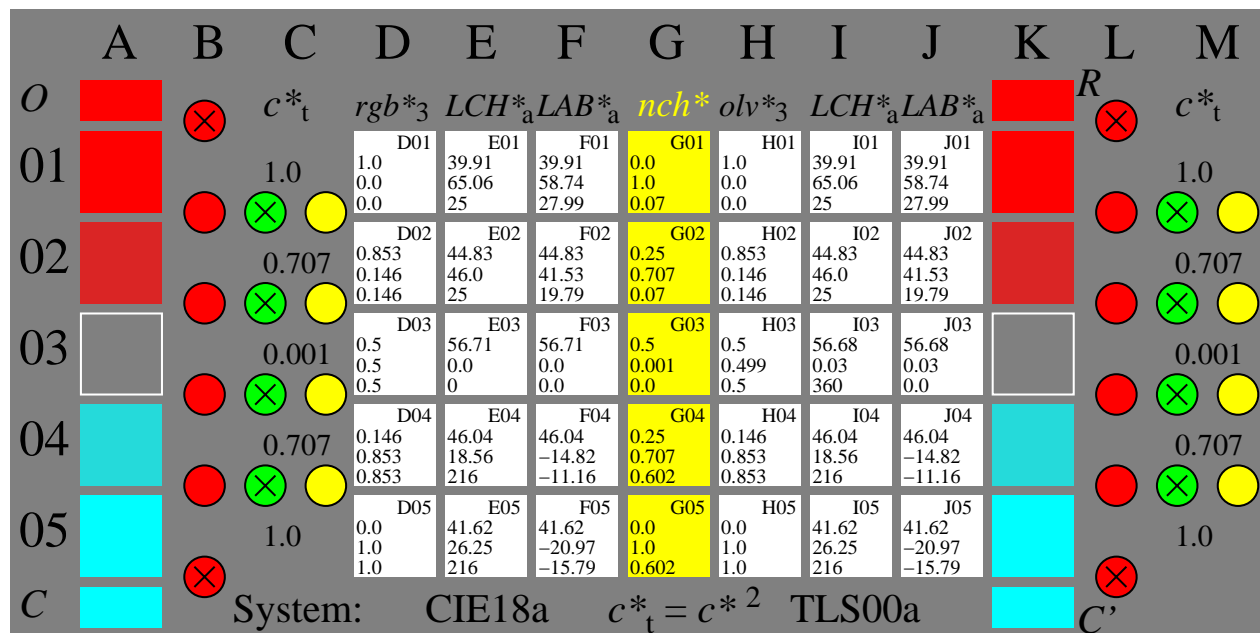 A B C D E F G H I J K L M
O c*t rgb*3 LCH*a LAB*a nch* olv*3 LCH*a LAB*a R c*t
01 1.0 D01 E01 F01 G01 H01 I01 J01 1.0
1.0 39.91 39.91 0.0 1.0 39.91 39.91
0.0 65.06 58.74 1.0 0.0 65.06 58.74
0.0 25 27.99 0.07 0.0 25 27.99
02 0.707 D02 E02 F02 G02 H02 I02 J02 0.707
0.853 44.83 44.83 0.25 0.853 44.83 44.83
0.146 46.0 41.53 0.707 0.146 46.0 41.53
0.146 25 19.79 0.07 0.146 25 19.79
03 0.001 D03 E03 F03 G03 H03 I03 J03 0.001
0.5 56.71 56.71 0.5 0.5 56.68 56.68
0.5 0.0 0.0 0.001 0.499 0.03 0.03
0.5 0 0.0 0.0 0.5 360 0.0
04 0.707 D04 E04 F04 G04 H04 I04 J04 0.707
0.146 46.04 46.04 0.25 0.146 46.04 46.04
0.853 18.56 −14.82 0.707 0.853 18.56 −14.82
0.853 216 −11.16 0.602 0.853 216 −11.16
05 1.0 D05 E05 F05 G05 H05 I05 J05 1.0
0.0 41.62 41.62 0.0 0.0 41.62 41.62
1.0 26.25 −20.97 1.0 1.0 26.25 −20.97
1.0 216 −15.79 0.602 1.0 216 −15.79
C System: CIE18a c*t = c* 2 TLS00a C'